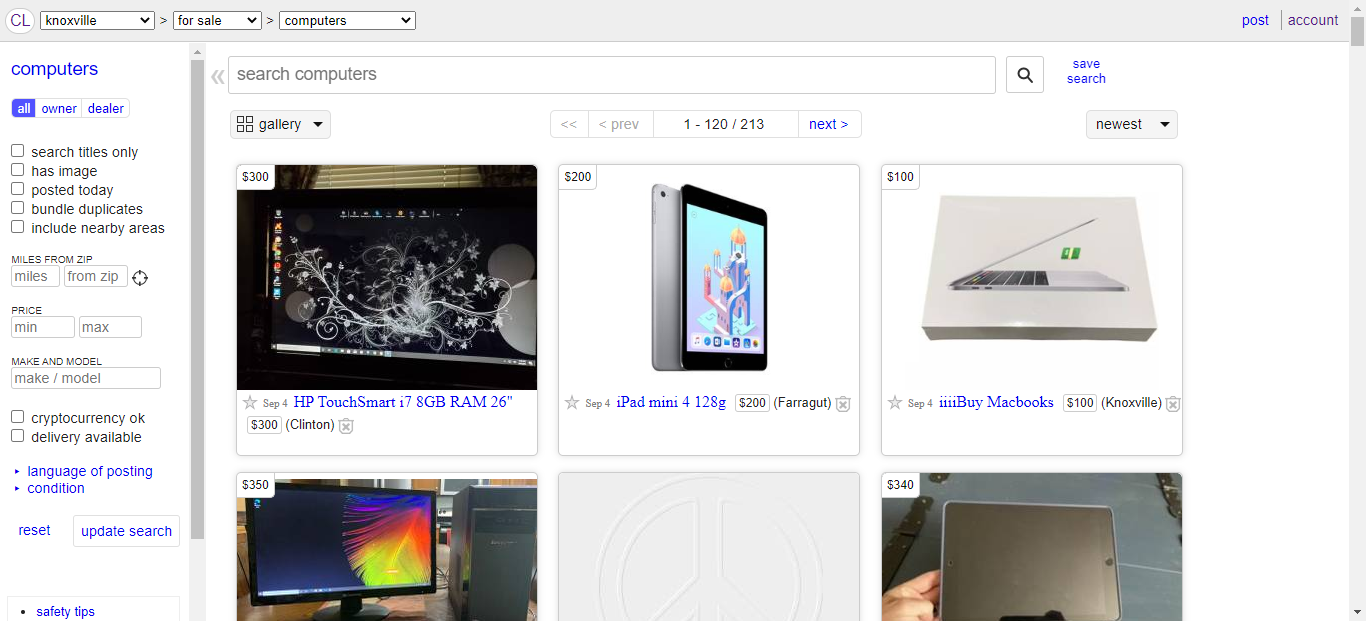 CL knoxville > for sale > computers post account
computers
all owner dealer
search titles only
has image
posted today
bundle duplicates
include nearby areas
MILES FROM ZIP
miles from zip
PRICE
min max
MAKE AND MODEL
make / model
cryptocurrency ok
delivery available
language of posting
condition
reset update search
safety tips
« search computers save
search
gallery << < prev 1 - 120 / 213 next > newest
$300
Sep 4 HP TouchSmart i7 8GB RAM 26"
$300 (Clinton)
$200
Sep 4 iPad mini 4 128g $200 (Farragut)
$100
Sep 4 iiiiBuy Macbooks $100 (Knoxville)
$350
$340